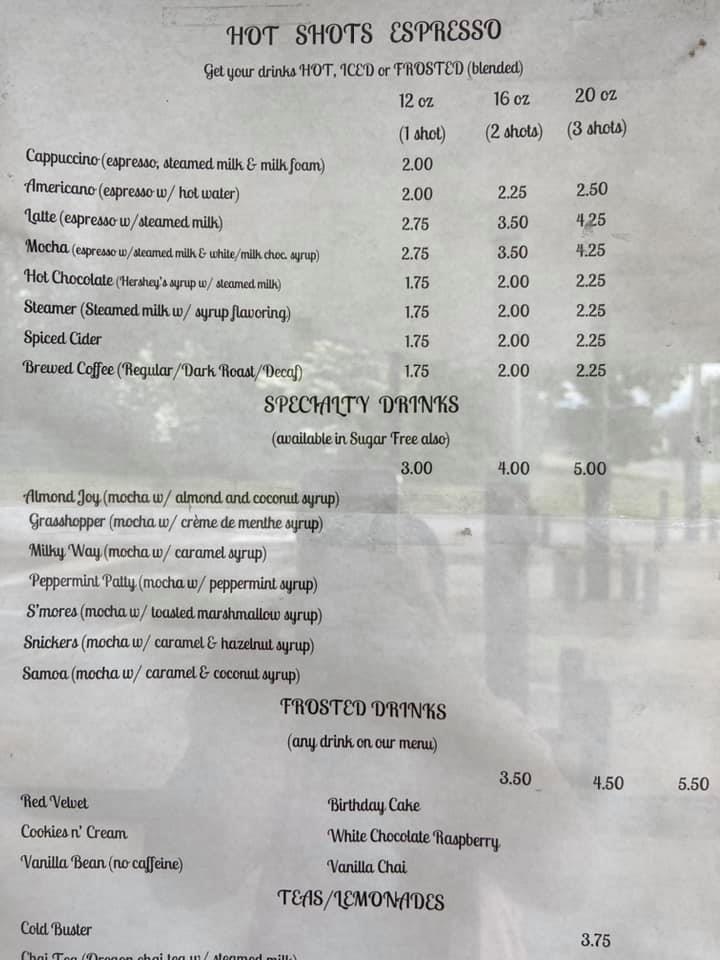 HOT SHOTS ESPRESSO
Get your drinks HOT, ICED or FROSTED (blended)
12 oz 16 oz 20 oz
(1 shot) (2 shots) (3 shots)
Cappuccino (espresso, steamed milk & milk foam) 2.00
Americano (espresso w/ hot water) 2.00 2.25 2.50
Latte (espresso w/steamed milk) 2.75 3.50 4.25
Mocha (espresso w/steamed milk & white/milk choc. syrup) 2.75 3.50 4.25
Hot Chocolate (Hershey's syrup w/ steamed milk) 1.75 2.00 2.25
Steamer (Steamed milk w/ syrup flavoring) 1.75 2.00 2.25
Spiced Cider 1.75 2.00 2.25
Brewed Coffee (Regular/Dark Roast/Decaf) 1.75 2.00 2.25
SPECIALTY DRINKS
(available in Sugar Free also)
3.00 4.00 5.00
Almond Joy (mocha w/ almond and coconut syrup)
Grasshopper (mocha w/ crème de menthe syrup)
Milky Way (mocha w/ caramel syrup)
Peppermint Patty (mocha w/ peppermint syrup)
S'mores (mocha w/ toasted marshmallow syrup)
Snickers (mocha w/ caramel & hazelnut syrup)
Samoa (mocha w/ caramel & coconut syrup)
FROSTED DRINKS
(any drink on our menu)
3.50 4.50 5.50
Red Velvet Birthday Cake
Cookies n' Cream White Chocolate Raspberry
Vanilla Bean (no caffeine) Vanilla Chai
TEAS/LEMONADES
Cold Buster 3.75
Chai Tea (Oregon chai tea w/ steamed milk)